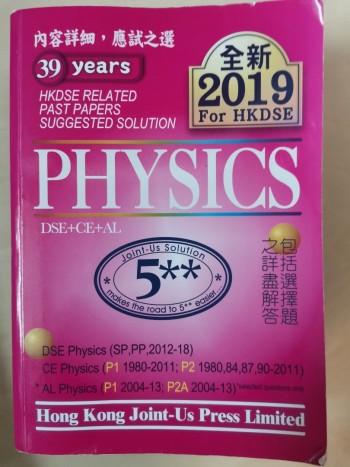 內容詳細，應試之選
39 years
HKDSE RELATED
PAST PAPERS
SUGGESTED SOLUTION
全新
2019
For HKDSE
PHYSICS
DSE+CE+AL
Joint-Us Solution
* 5** *
makes the road to 5** easier
包括選擇題
之詳盡解答
DSE Physics (SP,PP,2012-18)
CE Physics (P1 1980-2011; P2 1980,84,87,90-2011)
* AL Physics (P1 2004-13; P2A 2004-13) *selected questions only
Hong Kong Joint-Us Press Limited